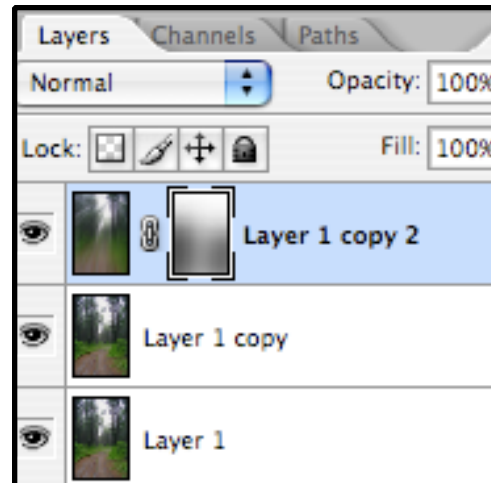 Layers Channels Paths
Normal Opacity: 100%
Lock: Fill: 100%
Layer 1 copy 2
Layer 1 copy
Layer 1